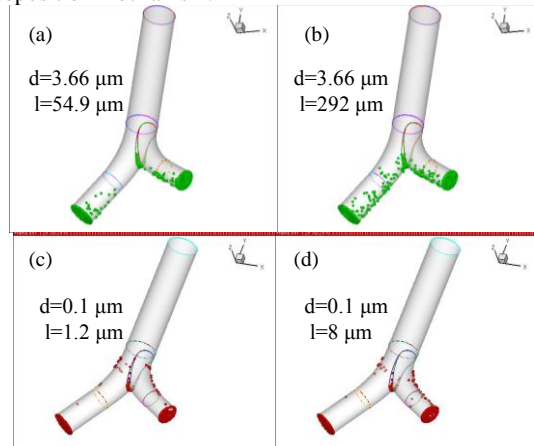 (a)
d=3.66 μm
l=54.9 μm
Z Y X
(b)
d=3.66 μm
l=292 μm
Z Y X
(c)
d=0.1 μm
l=1.2 μm
Z Y X
(d)
d=0.1 μm
l=8 μm
Z Y X